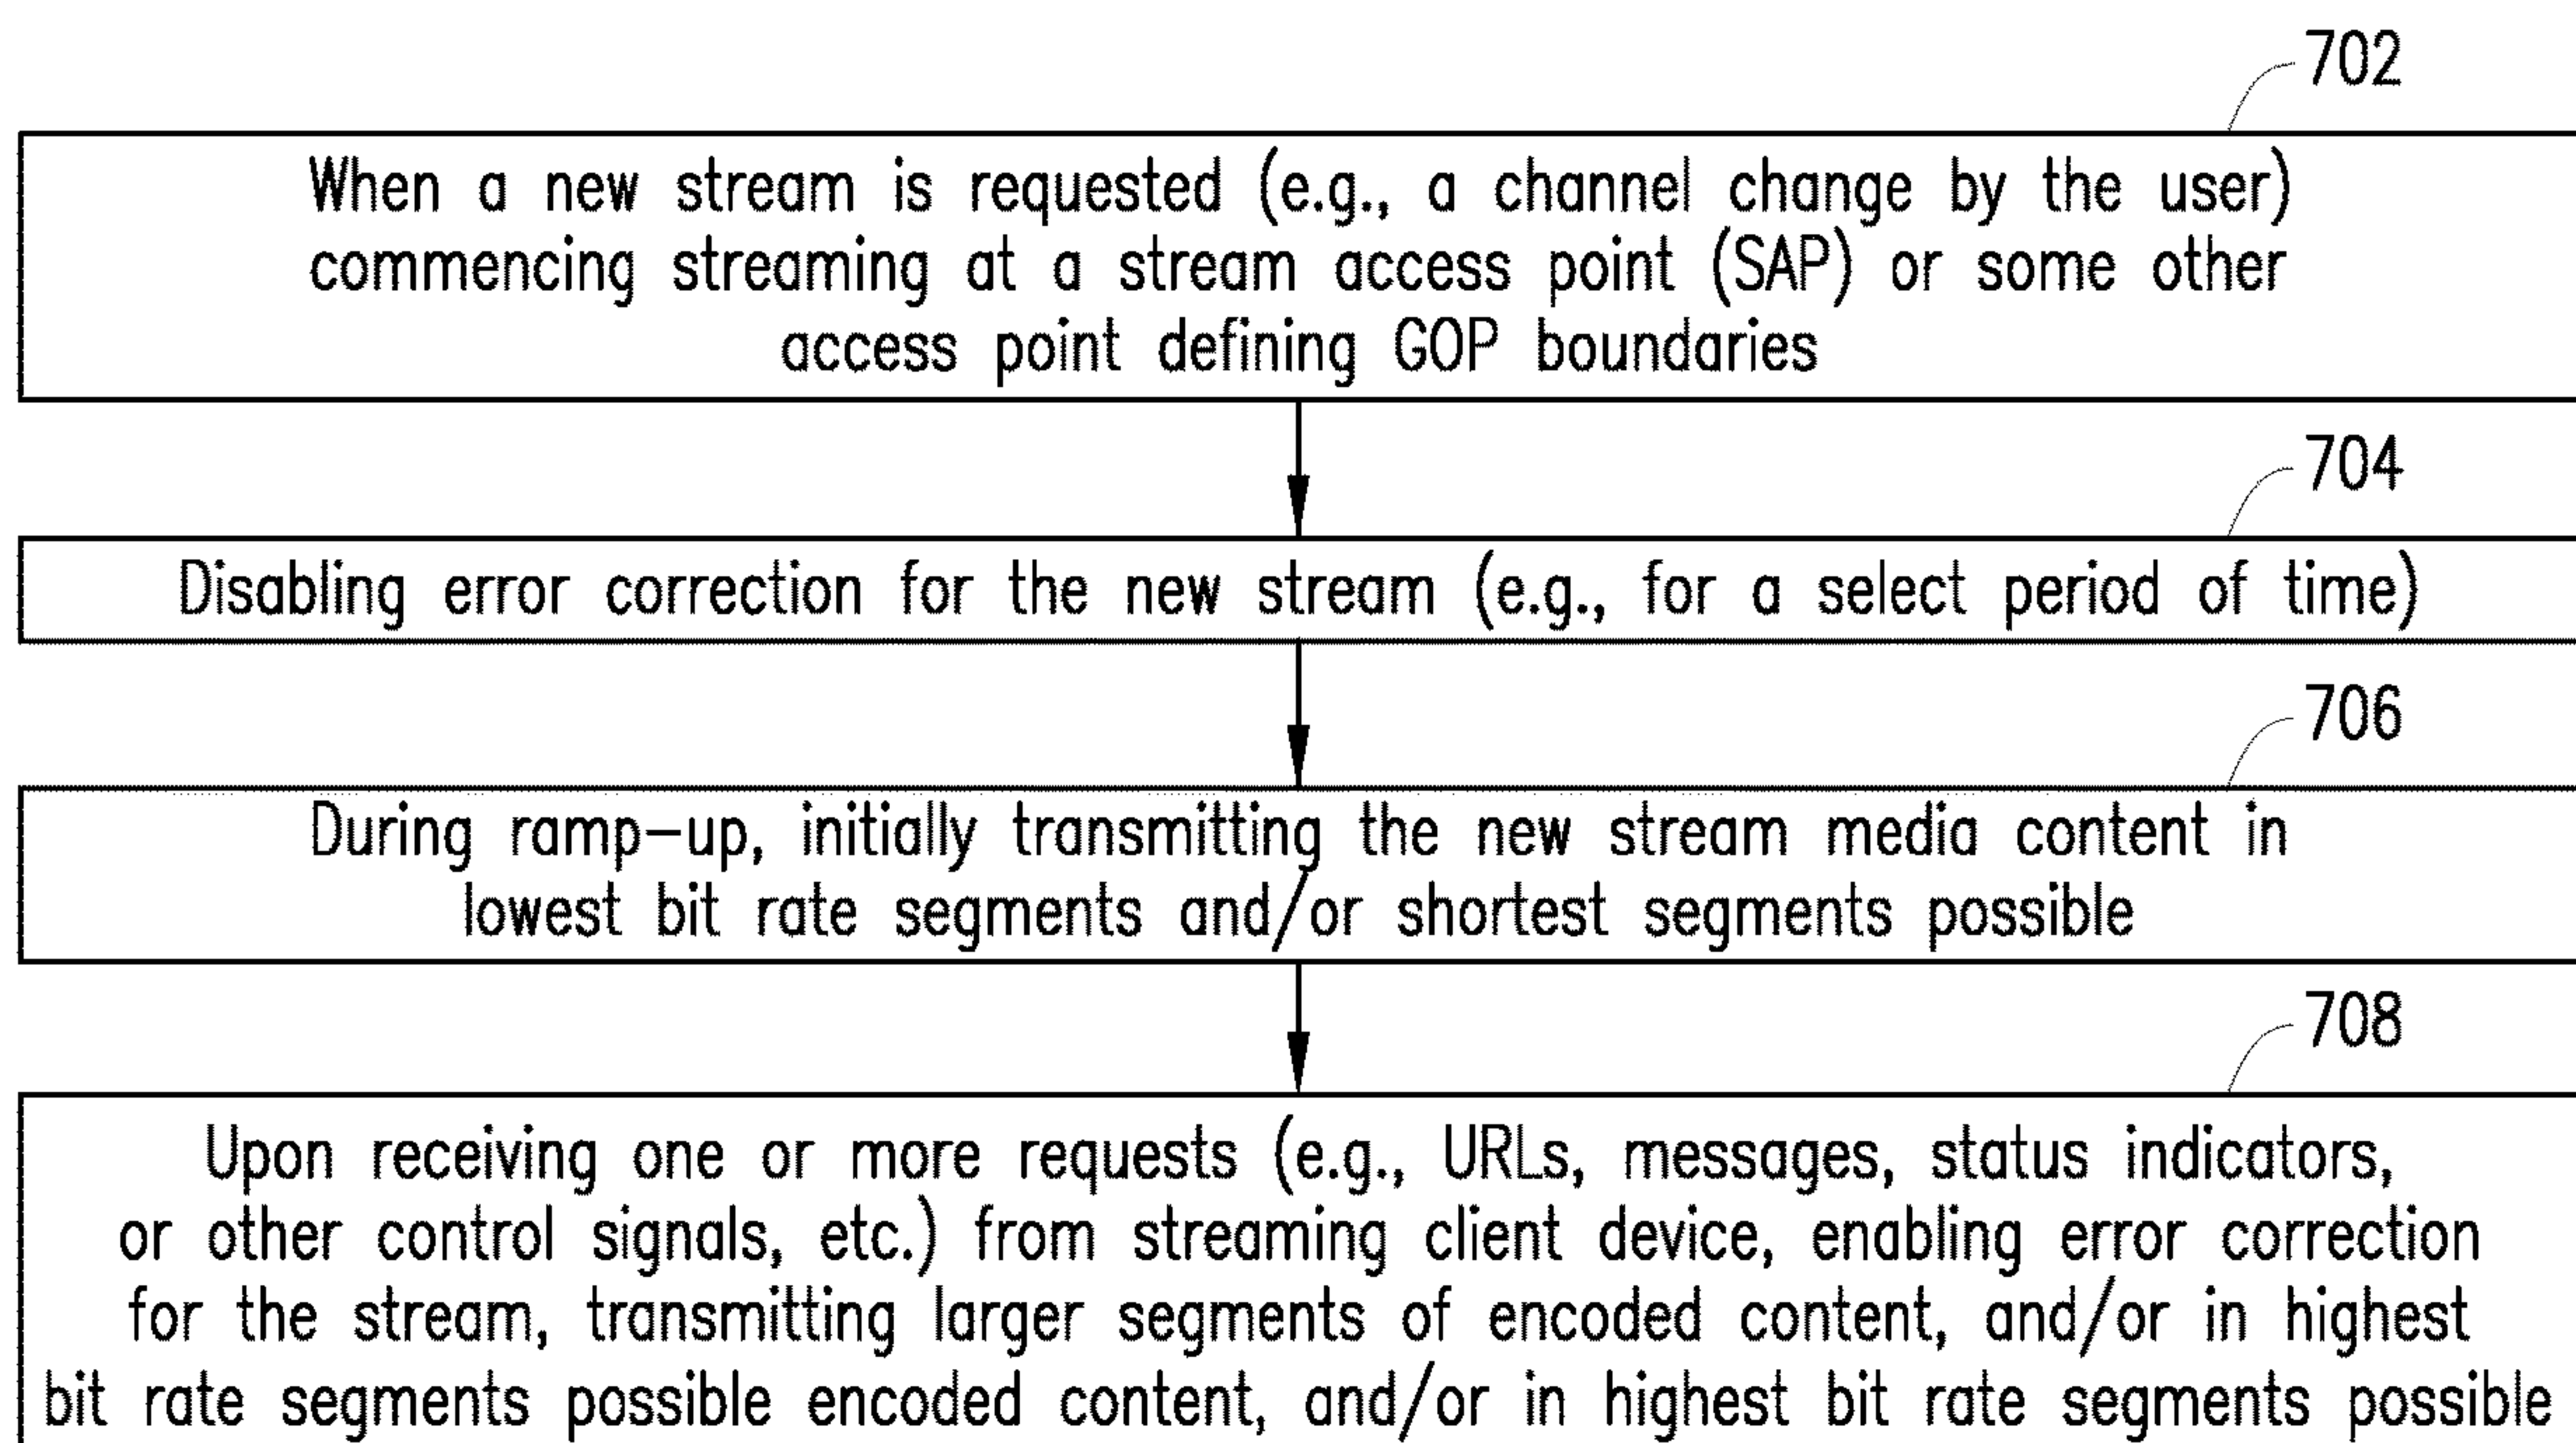 702
When a new stream is requested (e.g., a channel change by the user)
commencing streaming at a stream access point (SAP) or some other
access point defining GOP boundaries
704
Disabling error correction for the new stream (e.g., for a select period of time)
706
During ramp-up, initially transmitting the new stream media content in
lowest bit rate segments and/or shortest segments possible
708
Upon receiving one or more requests (e.g., URLs, messages, status indicators,
or other control signals, etc.) from streaming client device, enabling error correction
for the stream, transmitting larger segments of encoded content, and/or in highest
bit rate segments possible encoded content, and/or in highest bit rate segments possible